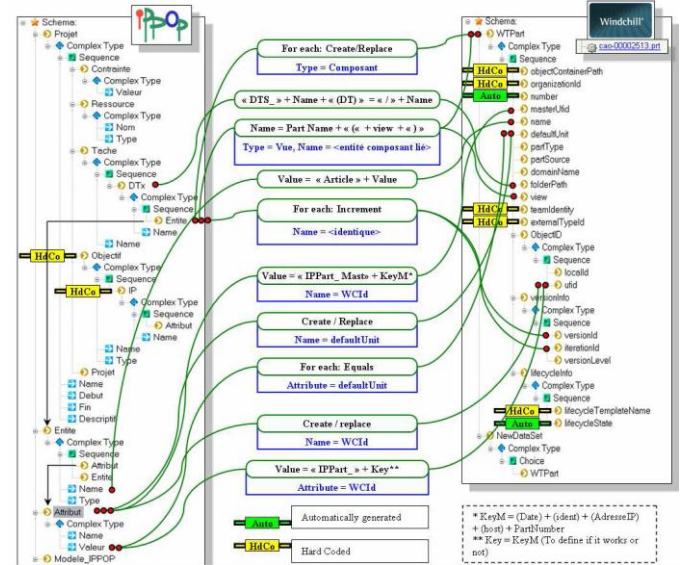 Schema:
Projet
Complex Type
Sequence
Contrainte
Complex Type
Valeur
Ressource
Complex Type
Nom
Type
Tache
Complex Type
Sequence
DTx
Complex Type
Sequence
Entite
Name
Name
HdCo
Objectif
Complex Type
Sequence
HdCo
IP
Complex Type
Sequence
Attribut
Name
Name
Type
Projet
Name
Debut
Fin
Descriptif
Entite
Complex Type
Sequence
Attribut
Entite
Name
Type
Attribut
Complex Type
Name
Valeur
Modele_IPPOP
IPPOP
For each: Create/Replace
Type = Composant
« DTS_ » + Name + « (DT) » = « / » + Name
Name = Part Name + « (« + view + « ) »
Type = Vue, Name = <entité composant lié>
Value = « Article » + Value
For each: Increment
Name = <identique>
Value = « IPPart_ Mast» + KeyM*
Name = WCId
Create / Replace
Name = defaultUnit
For each: Equals
Attribute = defaultUnit
Create / replace
Name = WCId
Value = « IPPart_ » + Key**
Attribute = WCId
Auto
Automatically generated
HdCo
Hard Coded
Windchill
cao-00002513.prt
Schema:
WTPart
Complex Type
Sequence
HdCo
objectContainerPath
HdCo
organizationId
Auto
number
masterUfid
name
defaultUnit
partType
partSource
domainName
folderPath
view
HdCo
teamIdentity
HdCo
externalTypeId
ObjectID
Complex Type
Sequence
localId
ufid
versionInfo
Complex Type
Sequence
versionId
iterationId
versionLevel
lifecycleInfo
Complex Type
Sequence
HdCo
lifecycleTemplateName
Auto
lifecycleState
NewDataSet
Complex Type
Choice
WTPart
* KeyM = (Date) + (ident) + (AdresseIP)
+ (host) + PartNumber
** Key = KeyM (To define if it works or
not)